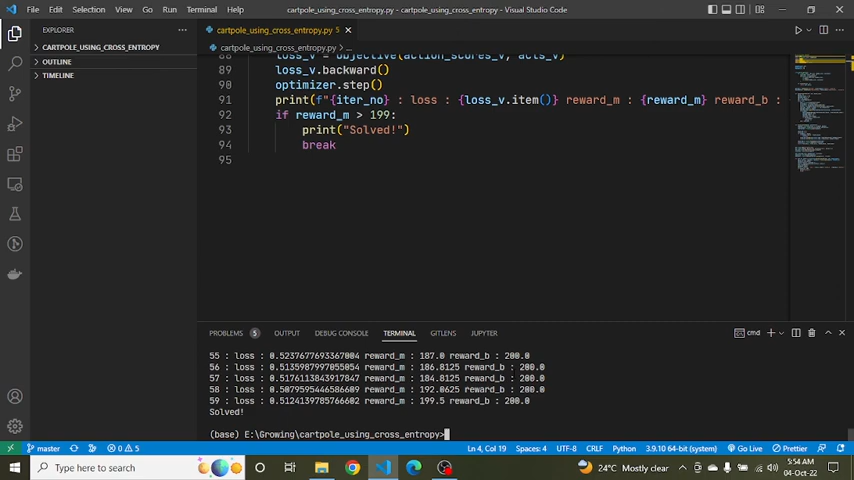 File Edit Selection View Go Run Terminal Help
cartpole_using_cross_entropy.py - cartpole_using_cross_entropy - Visual Studio Code
EXPLORER
cartpole_using_cross_entropy.py 5
CARTPOLE_USING_CROSS_ENTROPY
cartpole_using_cross_entropy.py > ...
OUTLINE
TIMELINE
88 loss_v = objective(action_scores_v, acts_v)
89 loss_v.backward()
90 optimizer.step()
91 print(f"{iter_no} : loss : {loss_v.item()} reward_m : {reward_m} reward_b :
92 if reward_m > 199:
93 print("Solved!")
94 break
95
PROBLEMS 5 OUTPUT DEBUG CONSOLE TERMINAL GITLENS JUPYTER
cmd
55 : loss : 0.5237677693367004 reward_m : 187.0 reward_b : 200.0
56 : loss : 0.5135987997055054 reward_m : 186.8125 reward_b : 200.0
57 : loss : 0.5176113843917847 reward_m : 184.8125 reward_b : 200.0
58 : loss : 0.5079595446586609 reward_m : 192.0625 reward_b : 200.0
59 : loss : 0.5124139785766602 reward_m : 199.5 reward_b : 200.0
Solved!
(base) E:\Growing\cartpole_using_cross_entropy>
master 0 5
Ln 4, Col 19 Spaces: 4 UTF-8 CRLF Python 3.9.10 64-bit (system) Go Live Prettier
Type here to search
24°C Mostly clear
5:54 AM
04-Oct-22